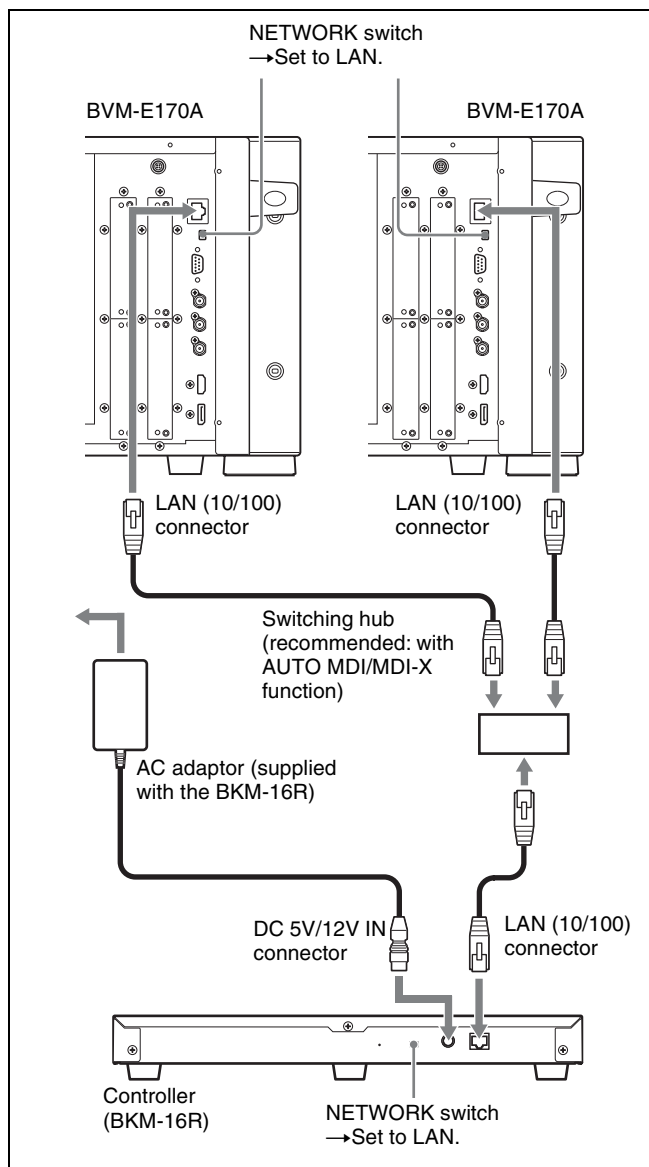 NETWORK switch
→Set to LAN.
BVM-E170A
BVM-E170A
LAN (10/100)
connector
LAN (10/100)
connector
Switching hub
(recommended: with
AUTO MDI/MDI-X
function)
AC adaptor (supplied
with the BKM-16R)
DC 5V/12V IN
connector
LAN (10/100)
connector
Controller
(BKM-16R)
NETWORK switch
→Set to LAN.